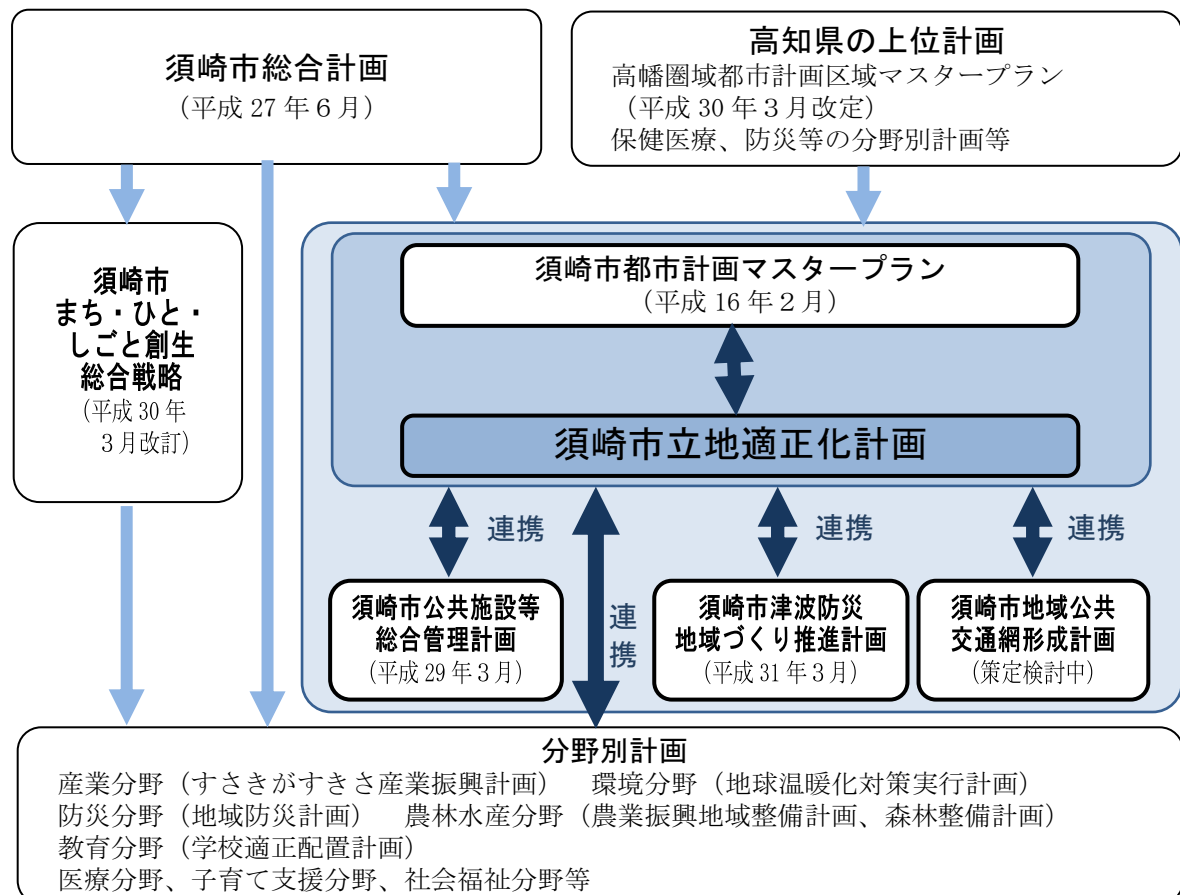 須崎市総合計画
(平成 27 年６月)
高知県の上位計画
高幡圏域都市計画区域マスタープラン
(平成 30 年３月改定)
保健医療、防災等の分野別計画等
須崎市
まち・ひと・
しごと創生
総合戦略
(平成 30 年
３月改訂)
須崎市都市計画マスタープラン
(平成 16 年２月)
須崎市立地適正化計画
連携
連携
連携
連携
須崎市公共施設等
総合管理計画
(平成 29 年３月)
須崎市津波防災
地域づくり推進計画
(平成 31 年３月)
須崎市地域公共
交通網形成計画
(策定検討中)
分野別計画
産業分野（すさきがすきさ産業振興計画）　環境分野（地球温暖化対策実行計画）
防災分野（地域防災計画）　農林水産分野（農業振興地域整備計画、森林整備計画）
教育分野（学校適正配置計画）
医療分野、子育て支援分野、社会福祉分野等